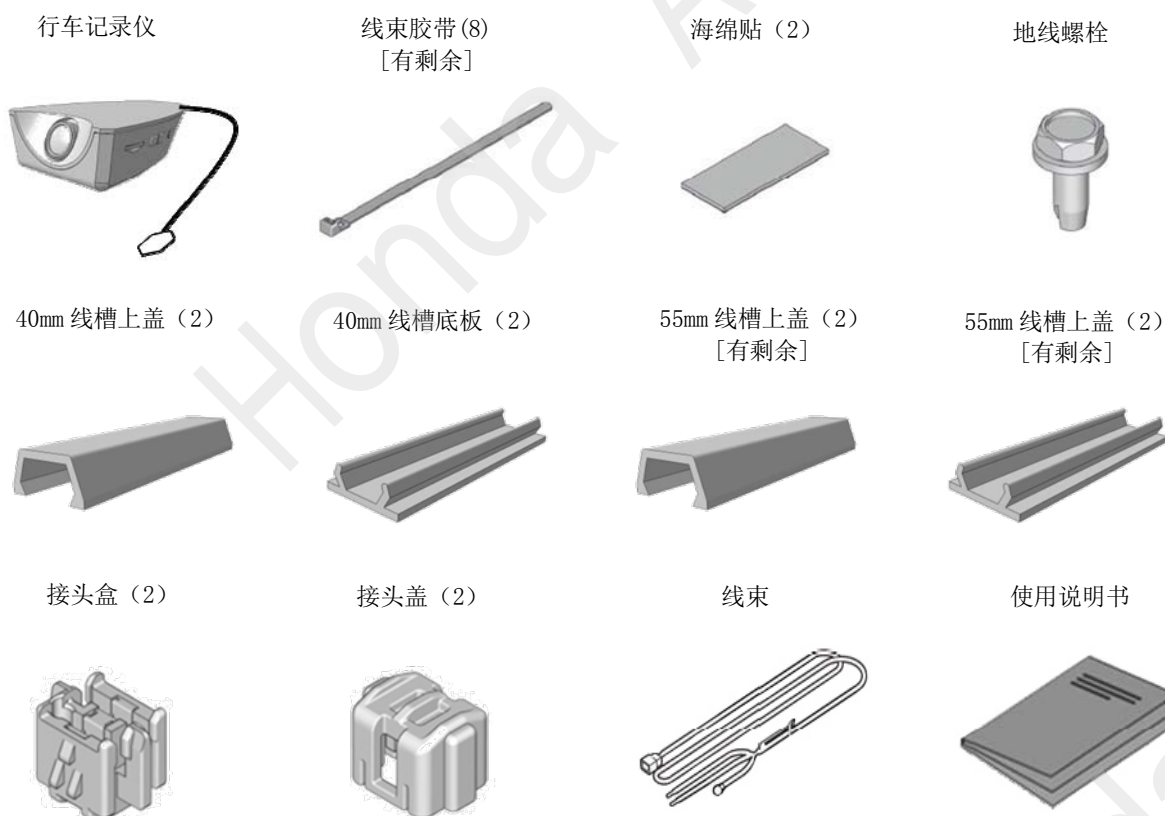 行车记录仪
线束胶带(8)
[有剩余]
海绵贴（2）
地线螺栓
40mm 线槽上盖（2）
40mm 线槽底板（2）
55mm 线槽上盖（2）
[有剩余]
55mm 线槽上盖（2）
[有剩余]
接头盒（2）
接头盖（2）
线束
使用说明书
Honda A